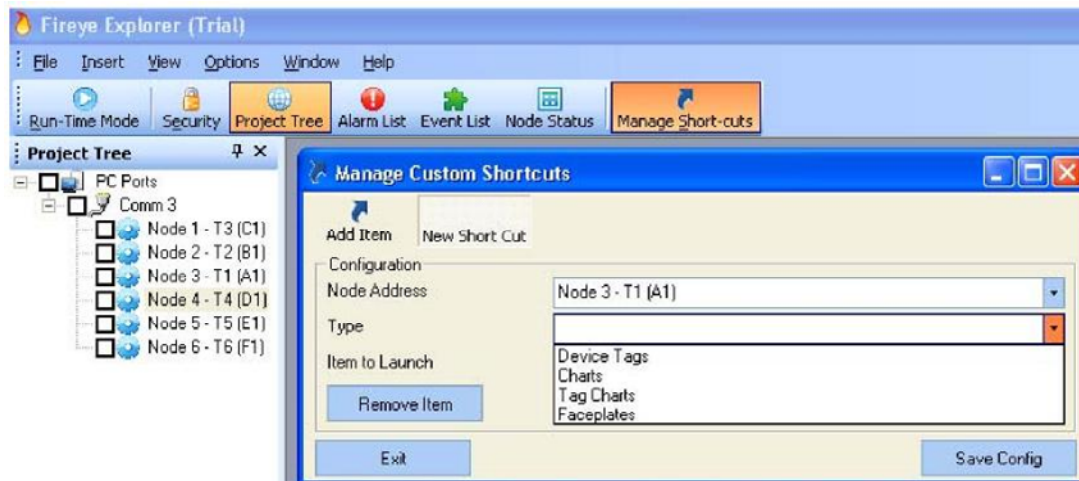 Fireye Explorer (Trial)
File Insert View Options Window Help
Run-Time Mode Security Project Tree Alarm List Event List Node Status Manage Short-cuts
Project Tree
PC Ports
Comm 3
Node 1 - T3 (C1)
Node 2 - T2 (B1)
Node 3 - T1 (A1)
Node 4 - T4 (D1)
Node 5 - T5 (E1)
Node 6 - T6 (F1)
Manage Custom Shortcuts
Add Item New Short Cut
Configuration
Node Address Node 3 - T1 (A1)
Type
Device Tags
Item to Launch
Charts
Tag Charts
Remove Item
Faceplates
Exit Save Config